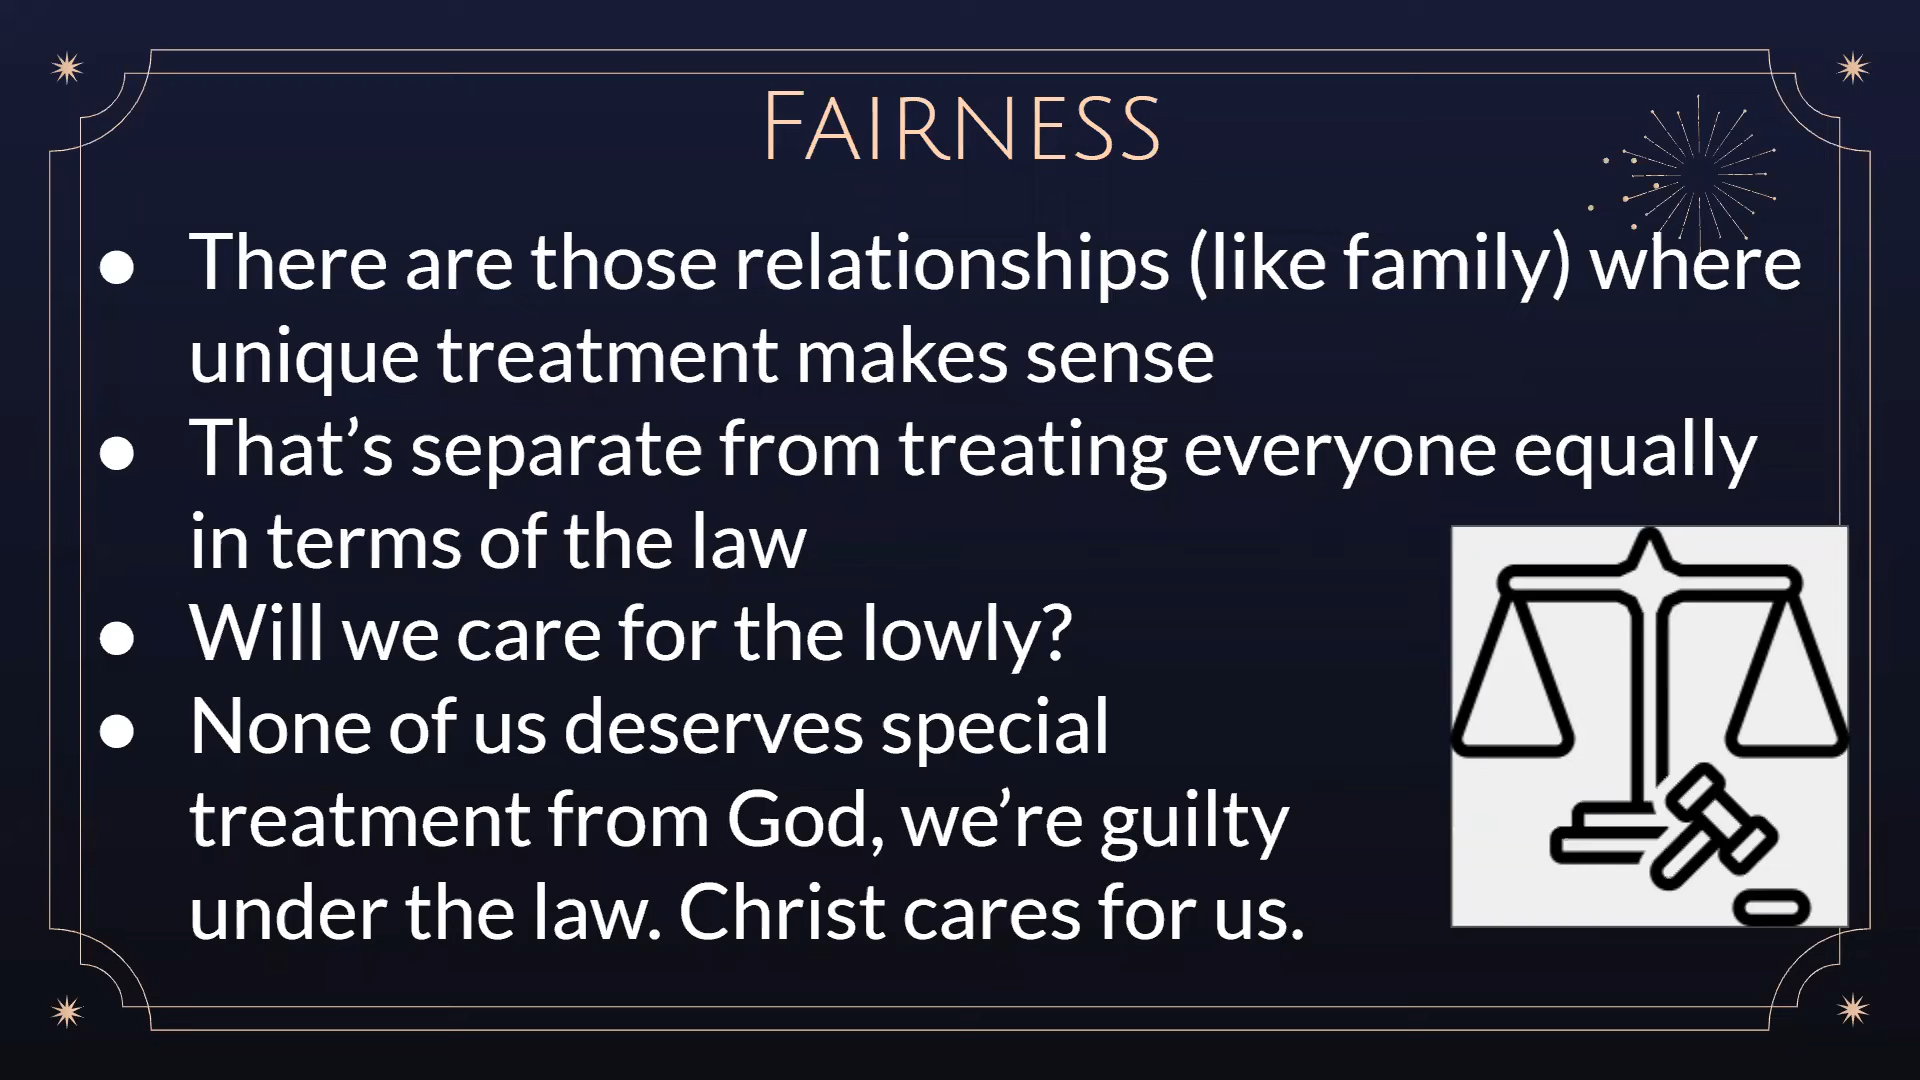 Fairness
● There are those relationships (like family) where
unique treatment makes sense
● That’s separate from treating everyone equally
in terms of the law
● Will we care for the lowly?
● None of us deserves special
treatment from God, we’re guilty
under the law. Christ cares for us.